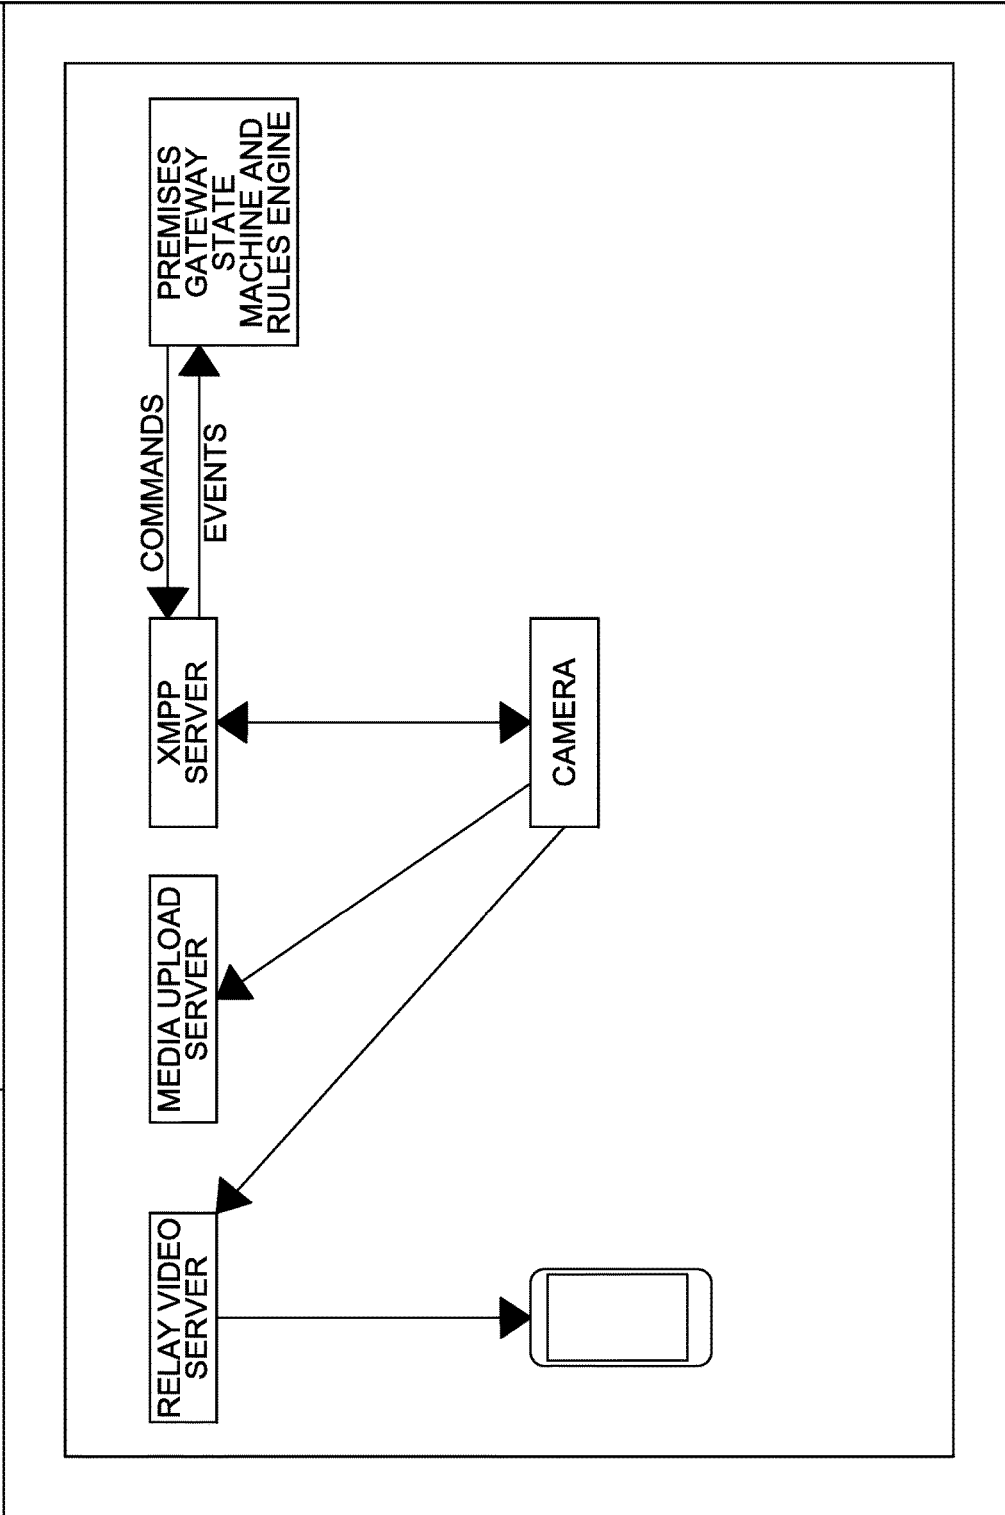 RELAY VIDEO
SERVER
MEDIA UPLOAD
SERVER
XMPP
SERVER
COMMANDS
EVENTS
PREMISES
GATEWAY
STATE
MACHINE AND
RULES ENGINE
CAMERA